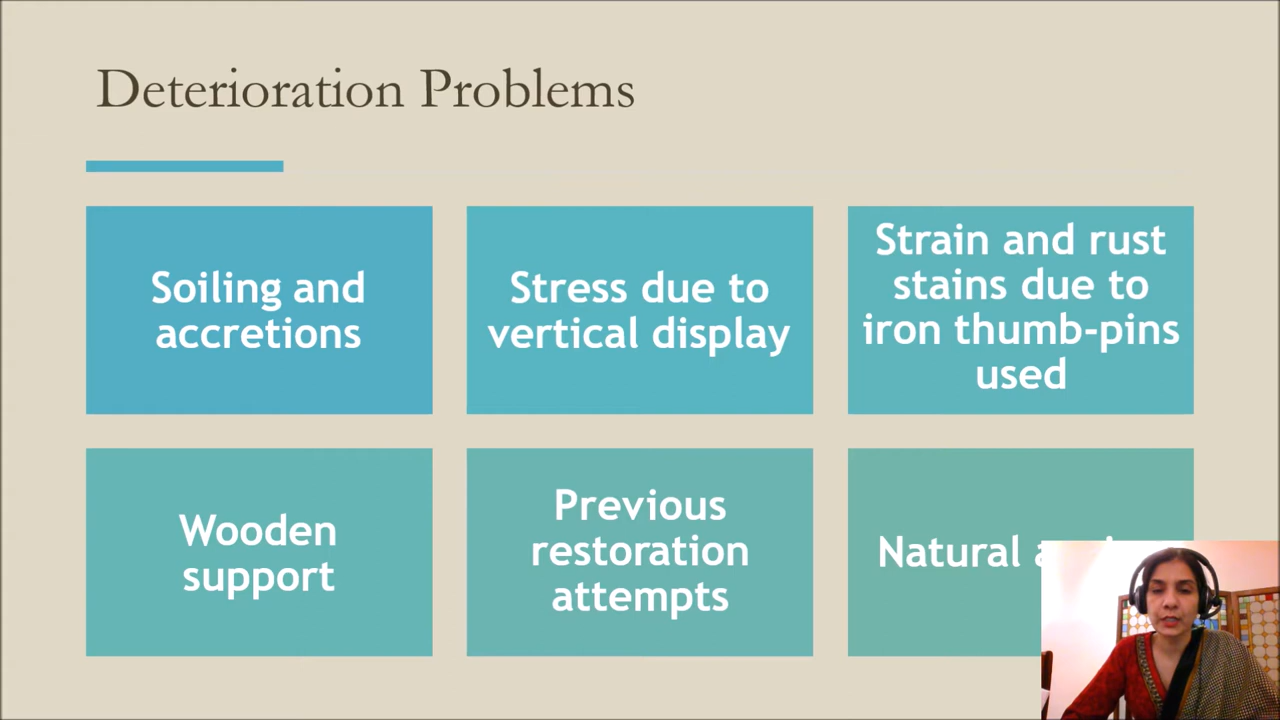 Deterioration Problems
Soiling and
accretions
Stress due to
vertical display
Strain and rust
stains due to
iron thumb-pins
used
Wooden
support
Previous
restoration
attempts
Natural